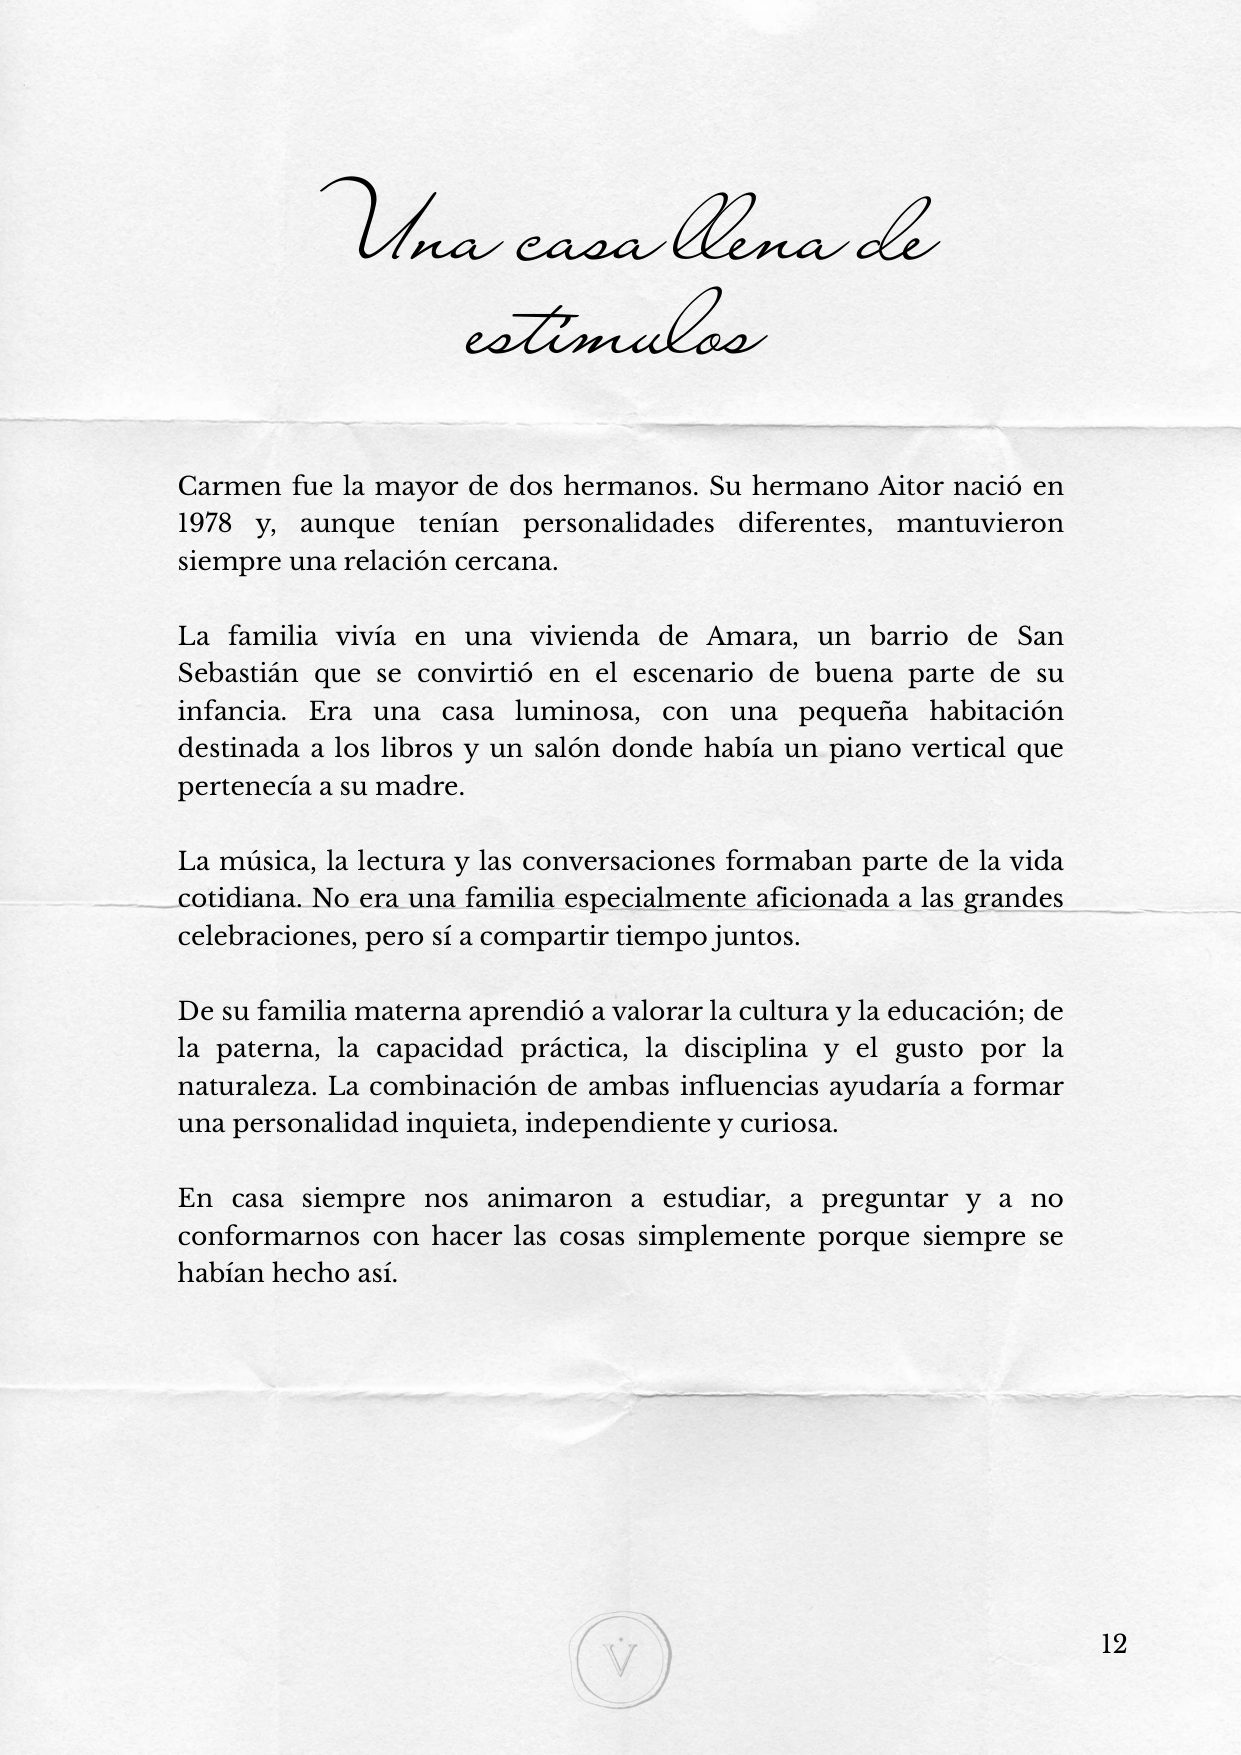 Una casa llena de
estímulos
Carmen fue la mayor de dos hermanos. Su hermano Aitor nació en
1978 y, aunque tenían personalidades diferentes, mantuvieron
siempre una relación cercana.
La familia vivía en una vivienda de Amara, un barrio de San
Sebastián que se convirtió en el escenario de buena parte de su
infancia. Era una casa luminosa, con una pequeña habitación
destinada a los libros y un salón donde había un piano vertical que
pertenecía a su madre.
La música, la lectura y las conversaciones formaban parte de la vida
cotidiana. No era una familia especialmente aficionada a las grandes
celebraciones, pero sí a compartir tiempo juntos.
De su familia materna aprendió a valorar la cultura y la educación; de
la paterna, la capacidad práctica, la disciplina y el gusto por la
naturaleza. La combinación de ambas influencias ayudaría a formar
una personalidad inquieta, independiente y curiosa.
En casa siempre nos animaron a estudiar, a preguntar y a no
conformarnos con hacer las cosas simplemente porque siempre se
habían hecho así.
V
12